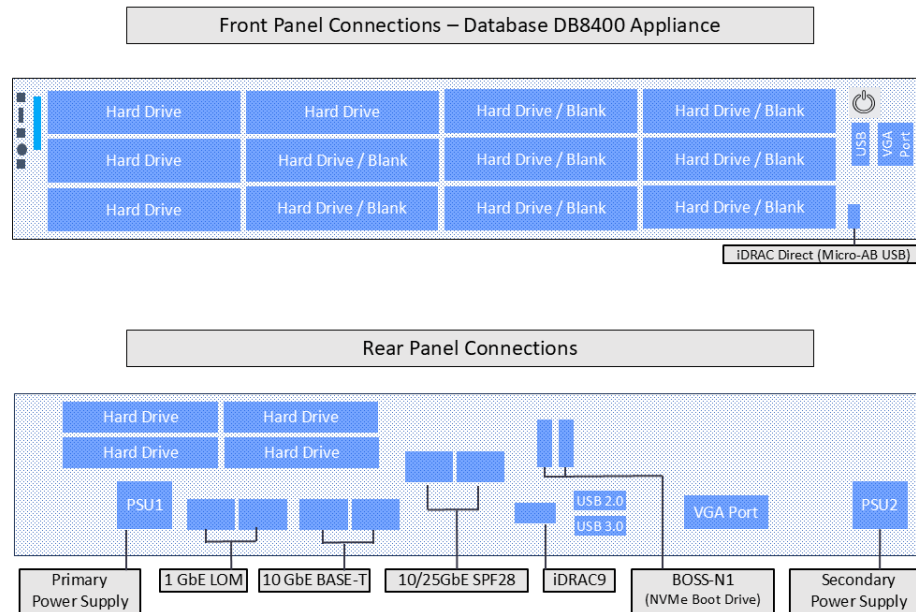 Front Panel Connections – Database DB8400 Appliance
Hard Drive
Hard Drive
Hard Drive / Blank
Hard Drive / Blank
Hard Drive
Hard Drive / Blank
Hard Drive / Blank
Hard Drive / Blank
Hard Drive
Hard Drive / Blank
Hard Drive / Blank
Hard Drive / Blank
USB
VGA
Port
iDRAC Direct (Micro-AB USB)
Rear Panel Connections
Hard Drive
Hard Drive
Hard Drive
Hard Drive
PSU1
USB 2.0
USB 3.0
VGA Port
PSU2
Primary
Power Supply
1 GbE LOM
10 GbE BASE-T
10/25GbE SPF28
iDRAC9
BOSS-N1
(NVMe Boot Drive)
Secondary
Power Supply